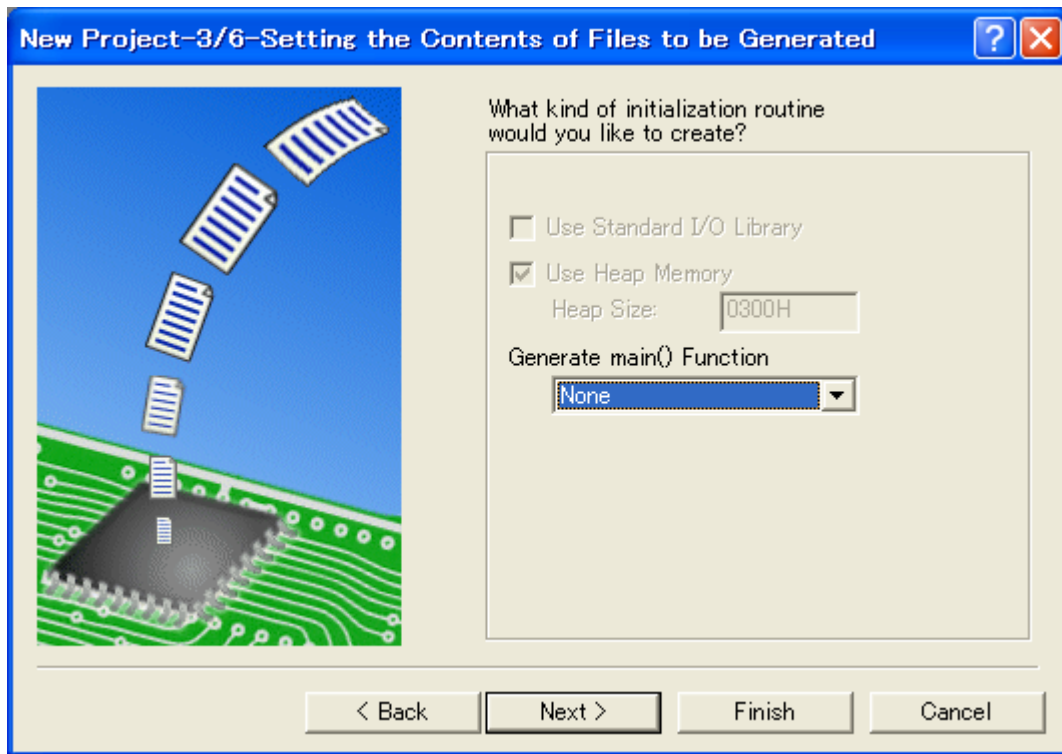 New Project-3/6-Setting the Contents of Files to be Generated
What kind of initialization routine
would you like to create?
Use Standard I/O Library
Use Heap Memory
Heap Size: 0300H
Generate main() Function
None
< Back Next > Finish Cancel